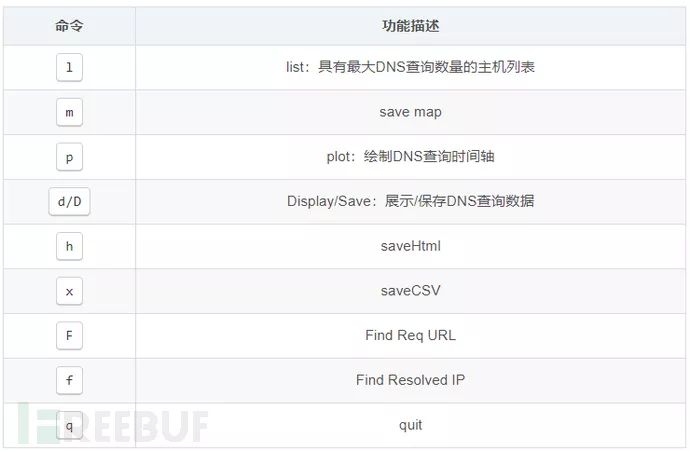 命令 功能描述
l list：具有最大DNS查询数量的主机列表
m save map
p plot：绘制DNS查询时间轴
d/D Display/Save：展示/保存DNS查询数据
h saveHtml
x saveCSV
F Find Req URL
f Find Resolved IP
q quit
FREEBUF